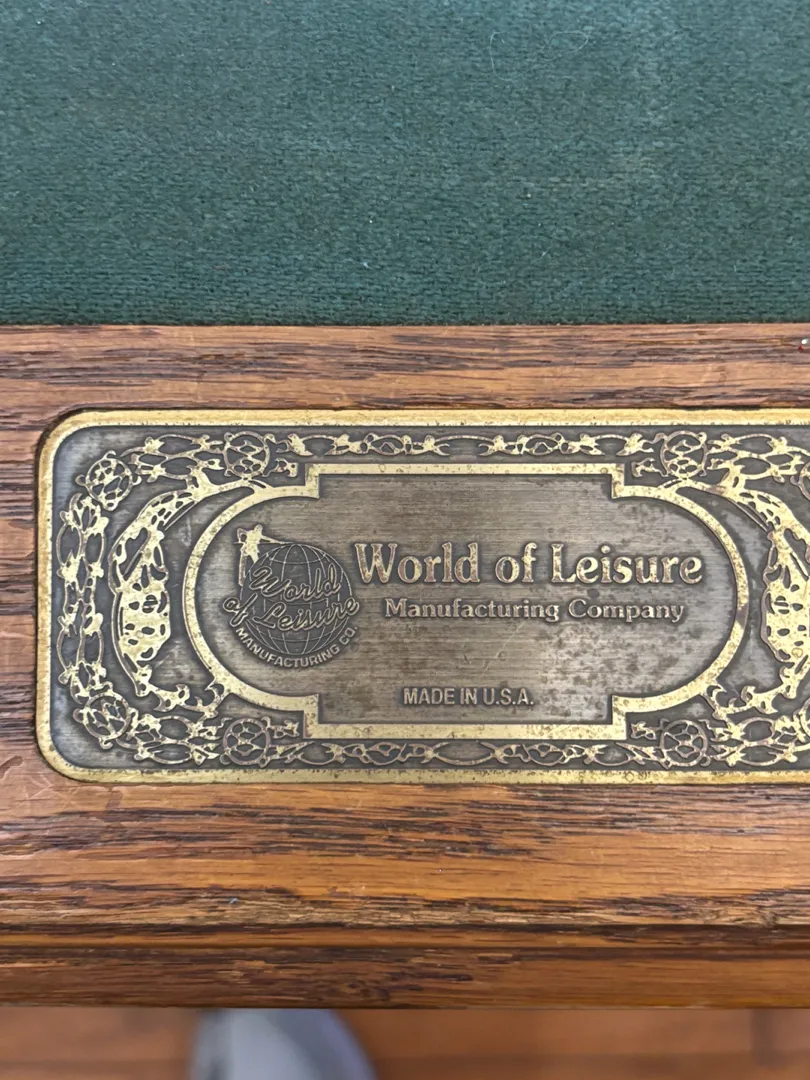 World
of Leisure
MANUFACTURING CO.
World of Leisure
Manufacturing Company
MADE IN U.S.A.